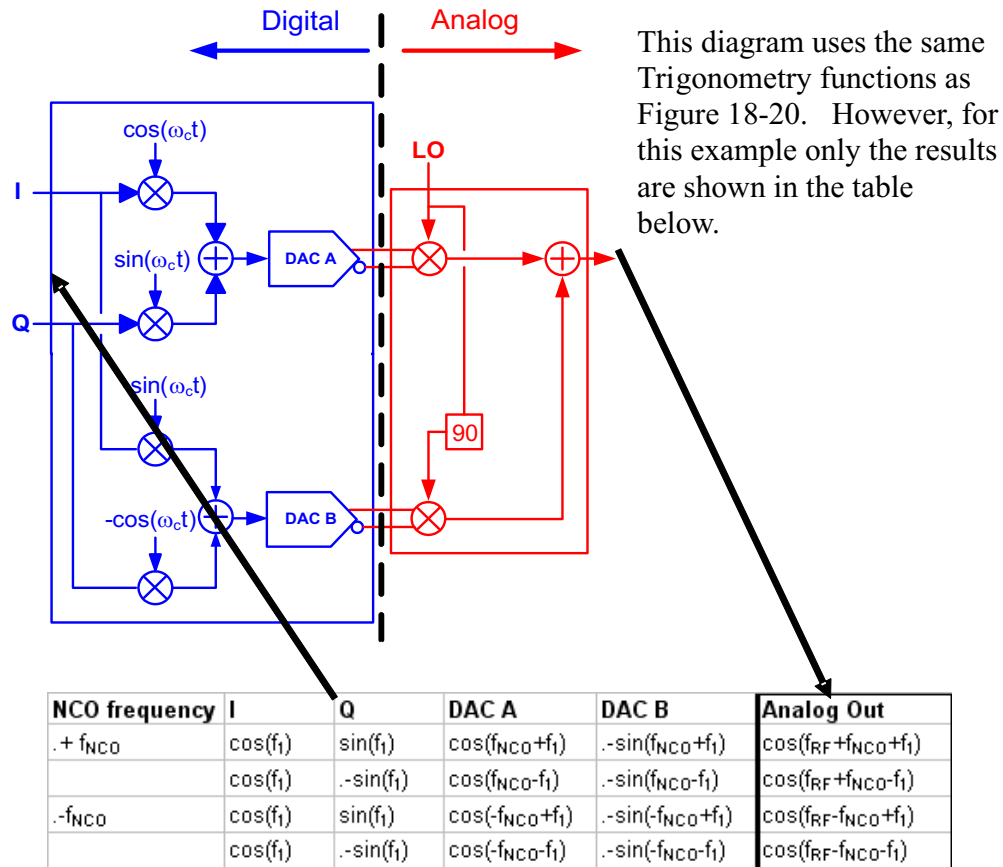 Digital
Analog
This diagram uses the same
Trigonometry functions as
Figure 18-20. However, for
this example only the results
are shown in the table
below.
cos(ωct)
LO
I
sin(ωct)
DAC A
Q
sin(ωct)
90
-cos(ωct)
DAC B
NCO frequency I Q DAC A DAC B Analog Out
.+ fNCO cos(f1) sin(f1) cos(fNCO+f1) .-sin(fNCO+f1) cos(fRF+fNCO+f1)
cos(f1) .-sin(f1) cos(fNCO-f1) .-sin(fNCO-f1) cos(fRF+fNCO-f1)
.-fNCO cos(f1) sin(f1) cos(-fNCO+f1) .-sin(-fNCO+f1) cos(fRF-fNCO+f1)
cos(f1) .-sin(f1) cos(-fNCO-f1) .-sin(-fNCO-f1) cos(fRF-fNCO-f1)